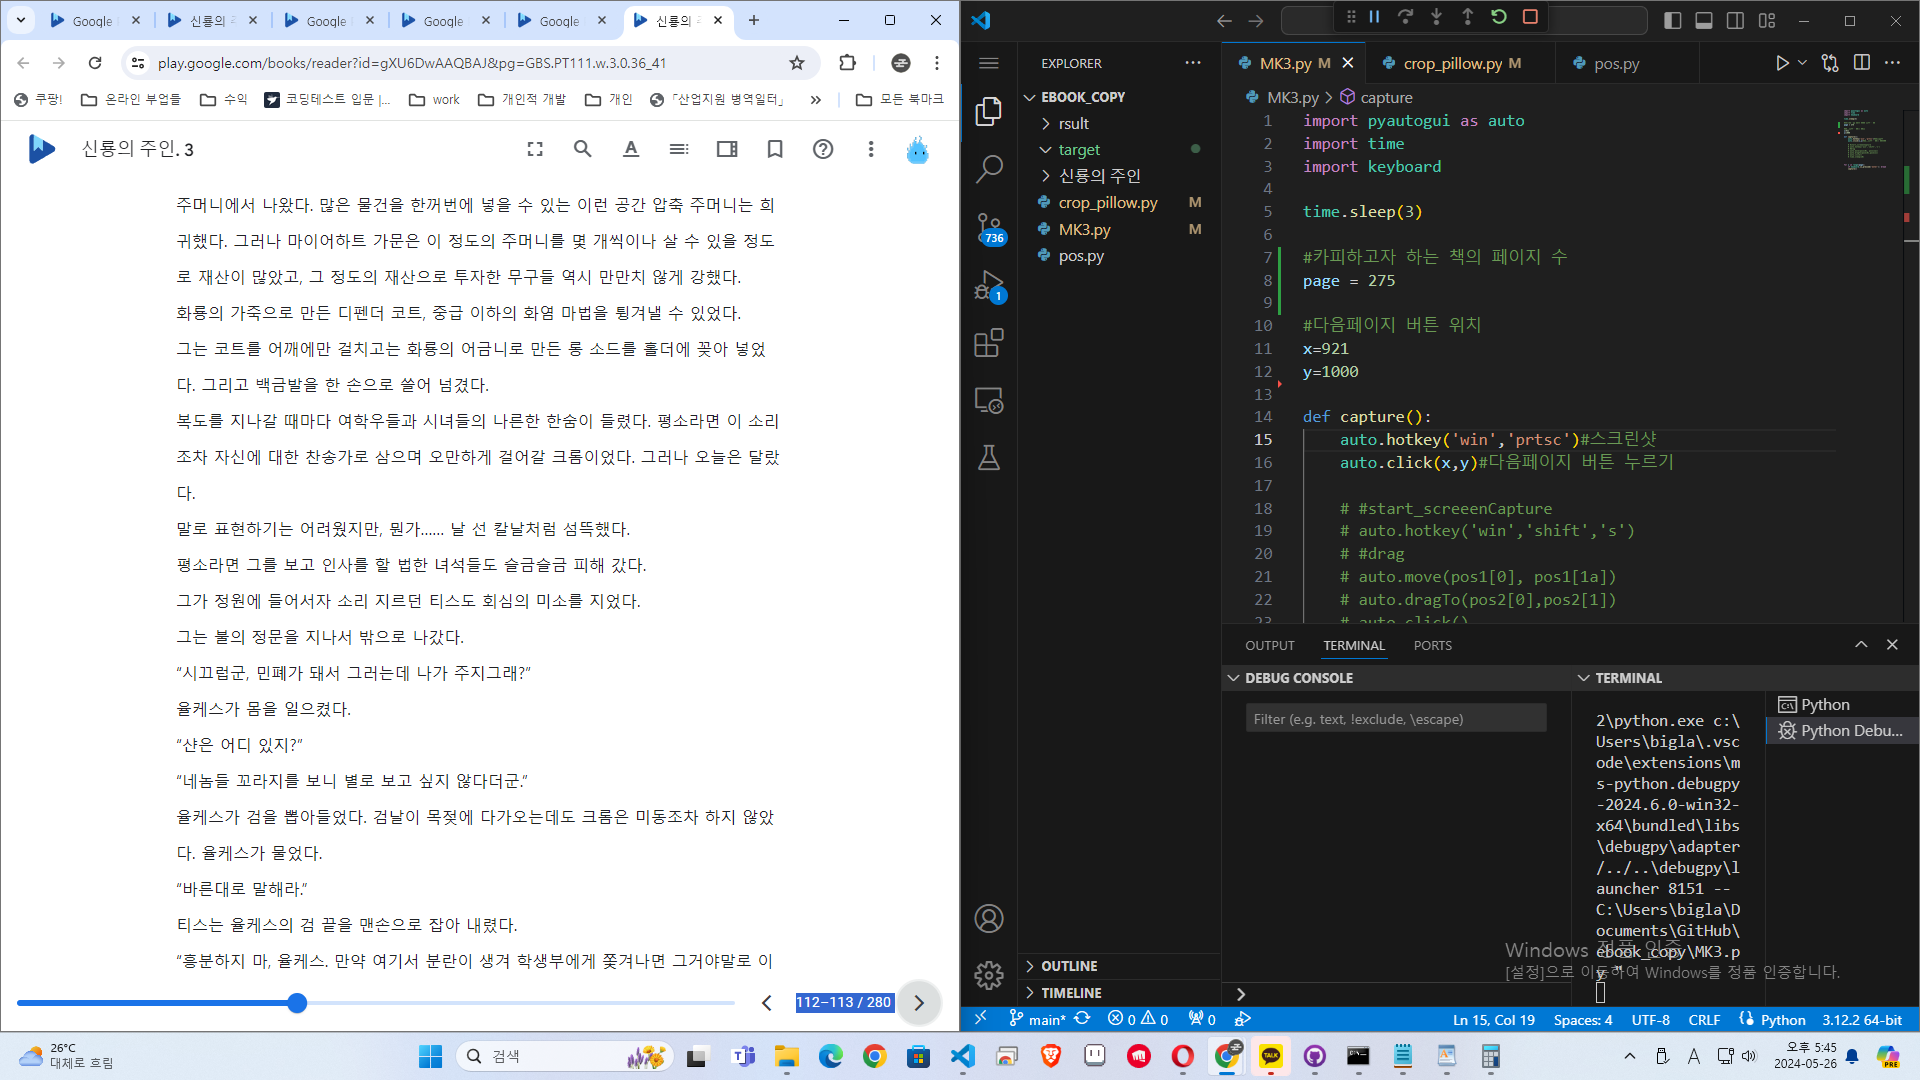 Google
신룡의 주
Google
Google
Google
신룡의 주
play.google.com/books/reader?id=gXU6DwAAQBAJ&pg=GBS.PT111.w.3.0.36_41
쿠팡!
온라인 부업들
수익
코딩테스트 입문 |...
work
개인적 개발
개인
「산업지원 병역일터」
»
모든 북마크
신룡의 주인. 3
주머니에서 나왔다. 많은 물건을 한꺼번에 넣을 수 있는 이런 공간 압축 주머니는 희
귀했다. 그러나 마이어하트 가문은 이 정도의 주머니를 몇 개씩이나 살 수 있을 정도
로 재산이 많았고, 그 정도의 재산으로 투자한 무구들 역시 만만치 않게 강했다.
화룡의 가죽으로 만든 디펜더 코트, 중급 이하의 화염 마법을 튕겨낼 수 있었다.
그는 코트를 어깨에만 걸치고는 화룡의 어금니로 만든 롱 소드를 홀더에 꽂아 넣었
다. 그리고 백금발을 한 손으로 쓸어 넘겼다.
복도를 지나갈 때마다 여학우들과 시녀들의 나른한 한숨이 들렸다. 평소라면 이 소리
조차 자신에 대한 찬송가로 삼으며 오만하게 걸어갈 크롬이었다. 그러나 오늘은 달랐
다.
말로 표현하기는 어려웠지만, 뭔가...... 날 선 칼날처럼 섬뜩했다.
평소라면 그를 보고 인사를 할 법한 녀석들도 슬금슬금 피해 갔다.
그가 정원에 들어서자 소리 지르던 티스도 회심의 미소를 지었다.
그는 불의 정문을 지나서 밖으로 나갔다.
“시끄럽군, 민폐가 돼서 그러는데 나가 주지그래?”
율케스가 몸을 일으켰다.
“샨은 어디 있지?”
“네놈들 꼬라지를 보니 별로 보고 싶지 않다더군.”
율케스가 검을 뽑아들었다. 검날이 목젖에 다가오는데도 크롬은 미동조차 하지 않았
다. 율케스가 물었다.
“바른대로 말해라.”
티스는 율케스의 검 끝을 맨손으로 잡아 내렸다.
“흥분하지 마, 율케스. 만약 여기서 분란이 생겨 학생부에게 쫓겨나면 그거야말로 이
112–113 / 280
EXPLORER
EBOOK_COPY
rsult
target
신룡의 주인
crop_pillow.py M
MK3.py M
pos.py
736
1
OUTLINE
TIMELINE
MK3.py M
crop_pillow.py M
pos.py
MK3.py > capture
1 import pyautogui as auto
2 import time
3 import keyboard
4
5 time.sleep(3)
6
7 #카피하고자 하는 책의 페이지 수
8 page = 275
9
10 #다음페이지 버튼 위치
11 x=921
12 y=1000
13
14 def capture():
15 auto.hotkey('win','prtsc')#스크린샷
16 auto.click(x,y)#다음페이지 버튼 누르기
17
18 # #start_screeenCapture
19 # auto.hotkey('win','shift','s')
20 # #drag
21 # auto.move(pos1[0], pos1[1a])
22 # auto.dragTo(pos2[0],pos2[1])
23 # auto.click()
OUTPUT
TERMINAL
PORTS
DEBUG CONSOLE
Filter (e.g. text, !exclude, \escape)
TERMINAL
2\python.exe c:\
Users\bigla\.vsc
ode\extensions\m
s-python.debugpy
-2024.6.0-win32-
x64\bundled\libs
\debugpy\adapter
/../..\debugpy\l
auncher 8151 --
C:\Users\bigla\D
ocuments\GitHub\
ebook_copy\MK3.p
y "
Python
Python Debu...
Windows 정품 인증
[설정]으로 이동하여 Windows를 정품 인증합니다.
main*
0
0
0
Ln 15, Col 19
Spaces: 4
UTF-8
CRLF
Python
3.12.2 64-bit
26°C
대체로 흐림
검색
TALK
A
오후 5:45
2024-05-26
PRE